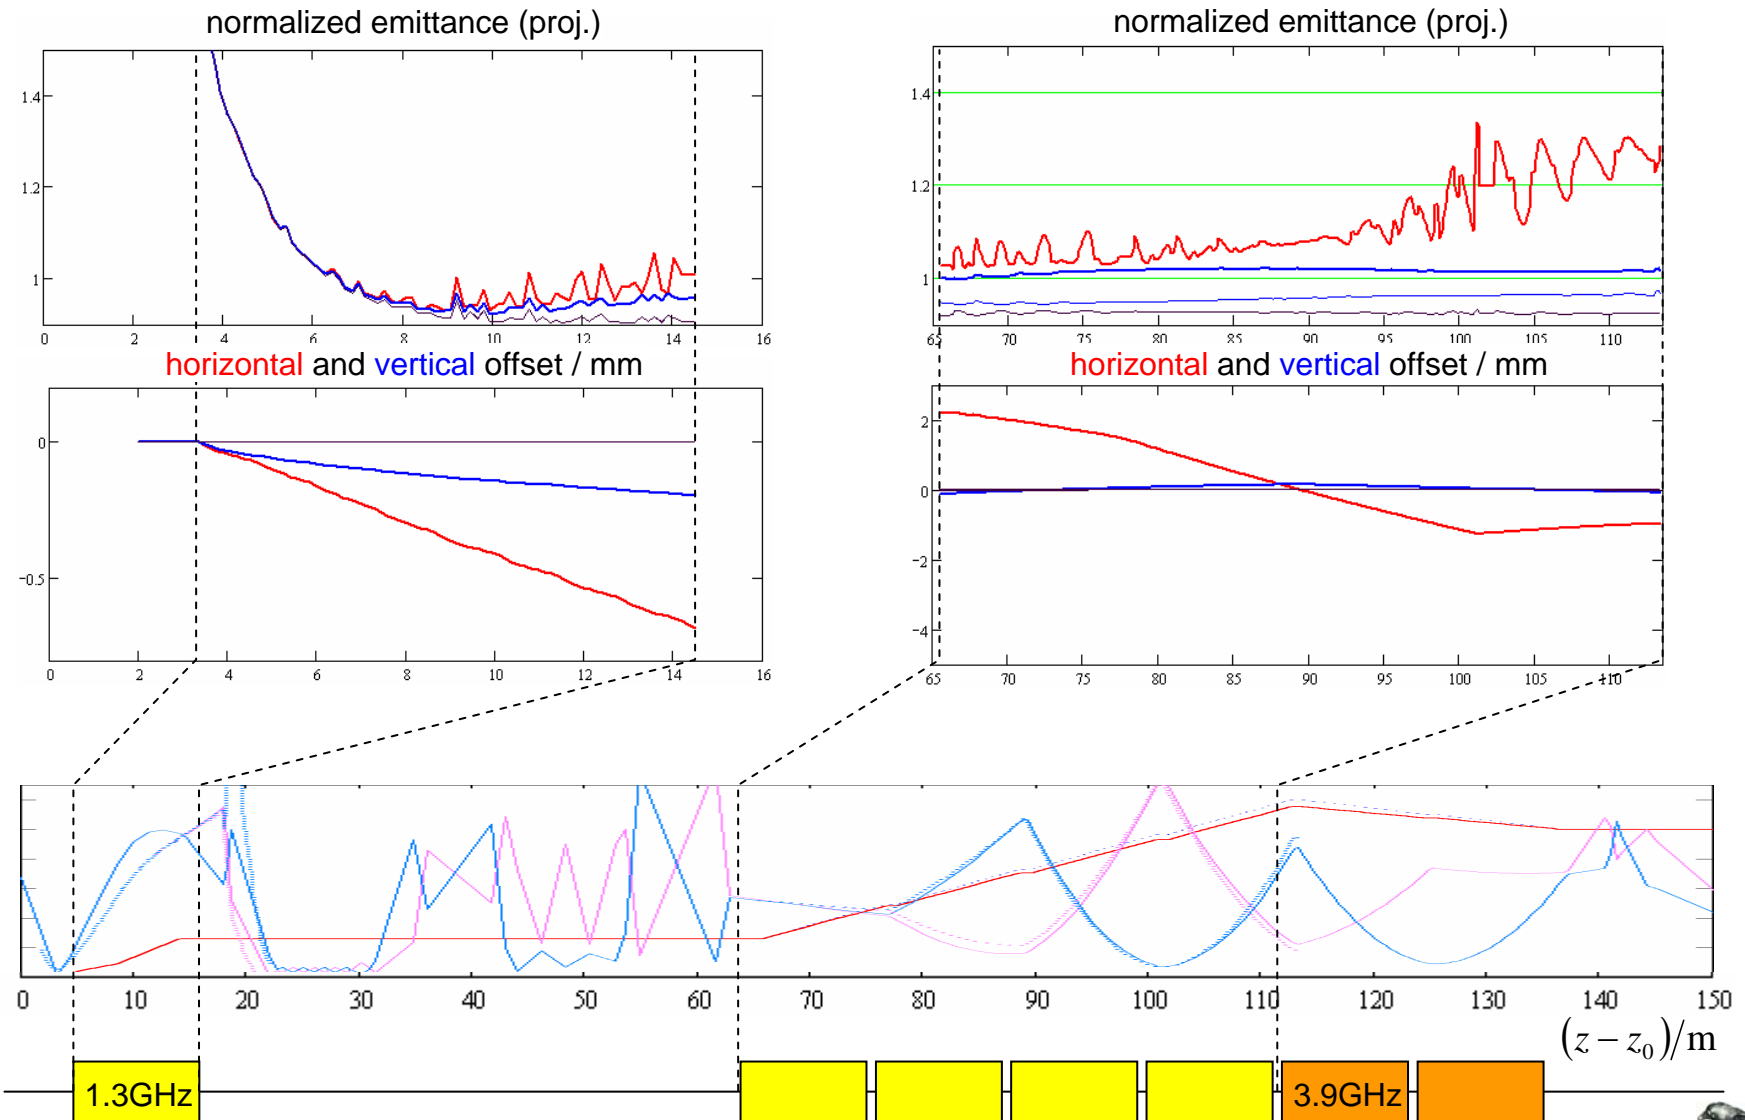 normalized emittance (proj.)
normalized emittance (proj.)
1.4
1.2
1
0 2 4 6 8 10 12 14 16
1.4
1.2
1
65 70 75 80 85 90 95 100 105 110
horizontal and vertical offset / mm
horizontal and vertical offset / mm
0
−0.5
0 2 4 6 8 10 12 14 16
2
0
−2
−4
65 70 75 80 85 90 95 100 105 110
0 10 20 30 40 50 60 70 80 90 100 110 120 130 140 150
(z − z₀)/m
1.3GHz
3.9GHz